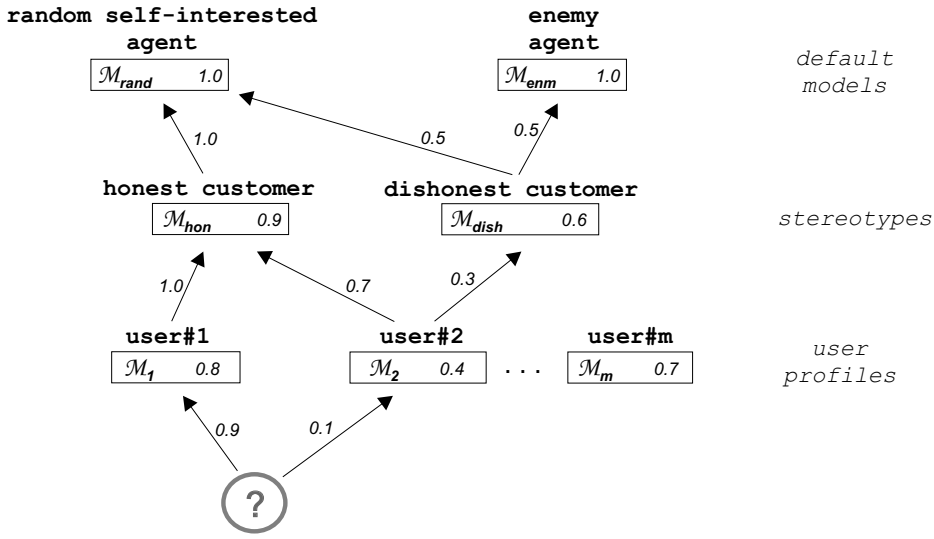 random self-interested agent
enemy agent
default models
M_rand 1.0
M_enm 1.0
1.0
0.5
0.5
honest customer
dishonest customer
M_hon 0.9
M_dish 0.6
stereotypes
1.0
0.7
0.3
user#1
user#2
user#m
M_1 0.8
M_2 0.4
...
M_m 0.7
user profiles
0.9
0.1
?